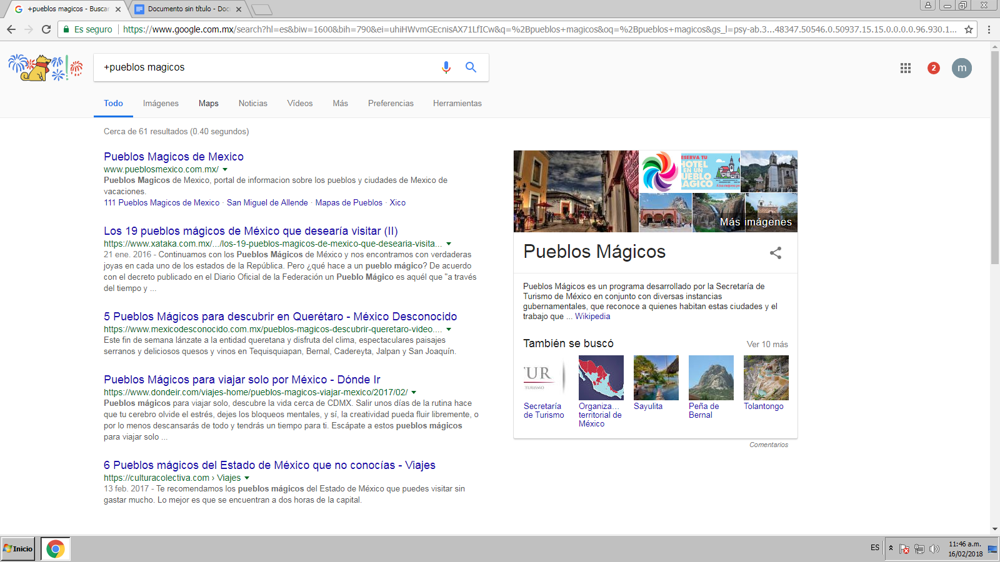 +pueblos magicos - Buscar
Documento sin título - Doc
Es seguro
https://www.google.com.mx/search?hl=es&biw=1600&bih=790&ei=uhiHWvmGEcnisAX71LfICw&q=%2Bpueblos+magicos&oq=%2Bpueblos+magicos&gs_l=psy-ab.3...48347.50546.0.50937.15.15.0.0.0.0.96.930.1...
+pueblos magicos
2
m
Todo Imágenes Maps Noticias Vídeos Más Preferencias Herramientas
Cerca de 61 resultados (0.40 segundos)
Pueblos Magicos de Mexico
www.pueblosmexico.com.mx/
Pueblos Magicos de Mexico, portal de informacion sobre los pueblos y ciudades de Mexico de
vacaciones.
111 Pueblos Magicos de Mexico · San Miguel de Allende · Mapas de Pueblos · Xico
Los 19 pueblos mágicos de México que desearía visitar (II)
https://www.xataka.com.mx/.../los-19-pueblos-magicos-de-mexico-que-desearia-visita...
21 ene. 2016 - Continuamos con los Pueblos Mágicos de México y nos encontramos con verdaderas
joyas en cada uno de los estados de la República. Pero ¿qué hace a un pueblo mágico? De acuerdo
con el decreto publicado en el Diario Oficial de la Federación un Pueblo Mágico es aquél que "a través
del tiempo y ...
5 Pueblos Mágicos para descubrir en Querétaro - México Desconocido
https://www.mexicodesconocido.com.mx/pueblos-magicos-descubrir-queretaro-video....
Este fin de semana lánzate a la entidad queretana y disfruta del clima, espectaculares paisajes
serranos y deliciosos quesos y vinos en Tequisquiapan, Bernal, Cadereyta, Jalpan y San Joaquín.
Pueblos Mágicos para viajar solo por México - Dónde Ir
https://www.dondeir.com/viajes-home/pueblos-magicos-viajar-mexico/2017/02/
Pueblos mágicos para viajar solo, descubre la vida cerca de CDMX. Salir unos días de la rutina hace
que tu cerebro olvide el estrés, dejes los bloqueos mentales, y sí, la creatividad pueda fluir libremente, o
por lo menos descansarás de todo y tendrás un tiempo para ti. Escápate a estos pueblos mágicos
para viajar solo ...
6 Pueblos mágicos del Estado de México que no conocías - Viajes
https://culturacolectiva.com › Viajes
13 feb. 2017 - Te recomendamos los pueblos mágicos del Estado de México que puedes visitar sin
gastar mucho. Lo mejor es que se encuentran a dos horas de la capital.
RESERVA TU
HOTEL
EN UN
PUEBLO
MAGICO
Más imágenes
Pueblos Mágicos
Pueblos Mágicos es un programa desarrollado por la Secretaría de
Turismo de México en conjunto con diversas instancias
gubernamentales, que reconoce a quienes habitan estas ciudades y el
trabajo que ... Wikipedia
También se buscó
Ver 10 más
TUR
TURISMO
Secretaría
de Turismo
Organiza...
territorial de
México
Sayulita
Peña de
Bernal
Tolantongo
Comentarios
Inicio
ES
11:46 a.m.
16/02/2018